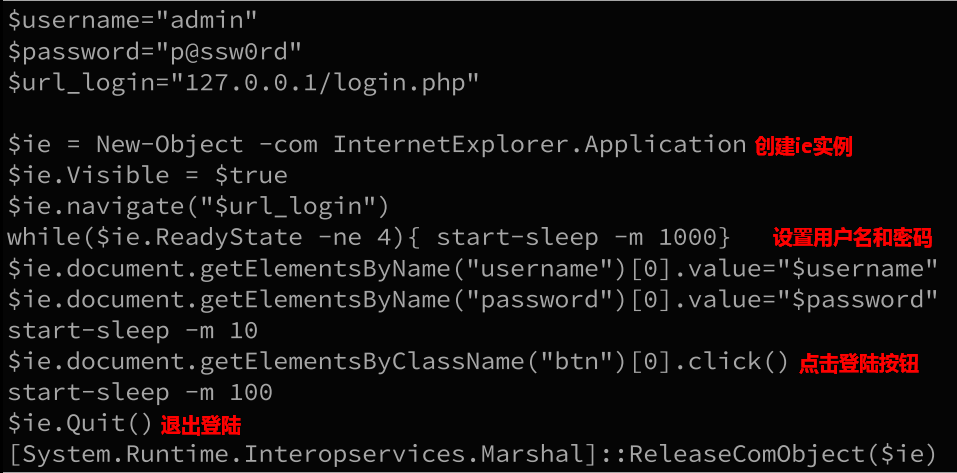 $username="admin"
$password="p@ssw0rd"
$url_login="127.0.0.1/login.php"
$ie = New-Object -com InternetExplorer.Application 创建ie实例
$ie.Visible = $true
$ie.navigate("$url_login")
while($ie.ReadyState -ne 4){ start-sleep -m 1000} 设置用户名和密码
$ie.document.getElementsByName("username")[0].value="$username"
$ie.document.getElementsByName("password")[0].value="$password"
start-sleep -m 10
$ie.document.getElementsByClassName("btn")[0].click() 点击登陆按钮
start-sleep -m 100
$ie.Quit() 退出登陆
[System.Runtime.Interopservices.Marshal]::ReleaseComObject($ie)